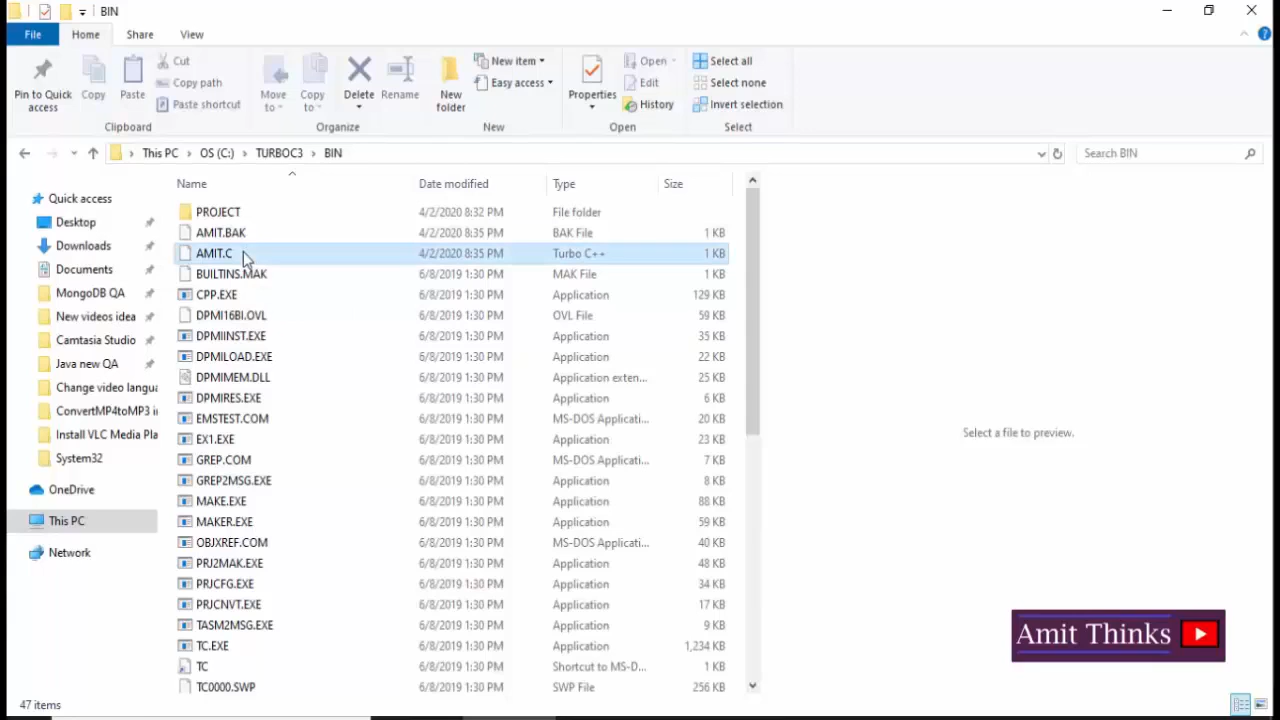 BIN
File Home Share View
Pin to Quick access
Copy
Paste
Cut
Copy path
Paste shortcut
Clipboard
Move to
Copy to
Delete
Rename
Organize
New folder
New item
Easy access
New
Properties
Open
Edit
History
Open
Select all
Select none
Invert selection
Select
This PC > OS (C:) > TURBOC3 > BIN
Search BIN
Quick access
Desktop
Downloads
Documents
MongoDB QA
New videos idea
Camtasia Studio
Java new QA
Change video langua
ConvertMP4toMP3 i
Install VLC Media Pla
System32
OneDrive
This PC
Network
Name Date modified Type Size
PROJECT 4/2/2020 8:32 PM File folder
AMIT.BAK 4/2/2020 8:35 PM BAK File 1 KB
AMIT.C 4/2/2020 8:35 PM Turbo C++ 1 KB
BUILTINS.MAK 6/8/2019 1:30 PM MAK File 1 KB
CPP.EXE 6/8/2019 1:30 PM Application 129 KB
DPMI16BI.OVL 6/8/2019 1:30 PM OVL File 59 KB
DPMIINST.EXE 6/8/2019 1:30 PM Application 35 KB
DPMILOAD.EXE 6/8/2019 1:30 PM Application 22 KB
DPMIMEM.DLL 6/8/2019 1:30 PM Application exten... 25 KB
DPMIRES.EXE 6/8/2019 1:30 PM Application 6 KB
EMSTEST.COM 6/8/2019 1:30 PM MS-DOS Applicati... 20 KB
EX1.EXE 6/8/2019 1:30 PM Application 23 KB
GREP.COM 6/8/2019 1:30 PM MS-DOS Applicati... 7 KB
GREP2MSG.EXE 6/8/2019 1:30 PM Application 8 KB
MAKE.EXE 6/8/2019 1:30 PM Application 88 KB
MAKER.EXE 6/8/2019 1:30 PM Application 59 KB
OBJXREF.COM 6/8/2019 1:30 PM MS-DOS Applicati... 40 KB
PRJ2MAK.EXE 6/8/2019 1:30 PM Application 48 KB
PRJCFG.EXE 6/8/2019 1:30 PM Application 34 KB
PRJCNVT.EXE 6/8/2019 1:30 PM Application 17 KB
TASM2MSG.EXE 6/8/2019 1:30 PM Application 9 KB
TC.EXE 6/8/2019 1:30 PM Application 1,234 KB
TC 6/8/2019 1:30 PM Shortcut to MS-D... 1 KB
TC0000.SWP 6/8/2019 1:30 PM SWP File 256 KB
Select a file to preview.
Amit Thinks
47 items